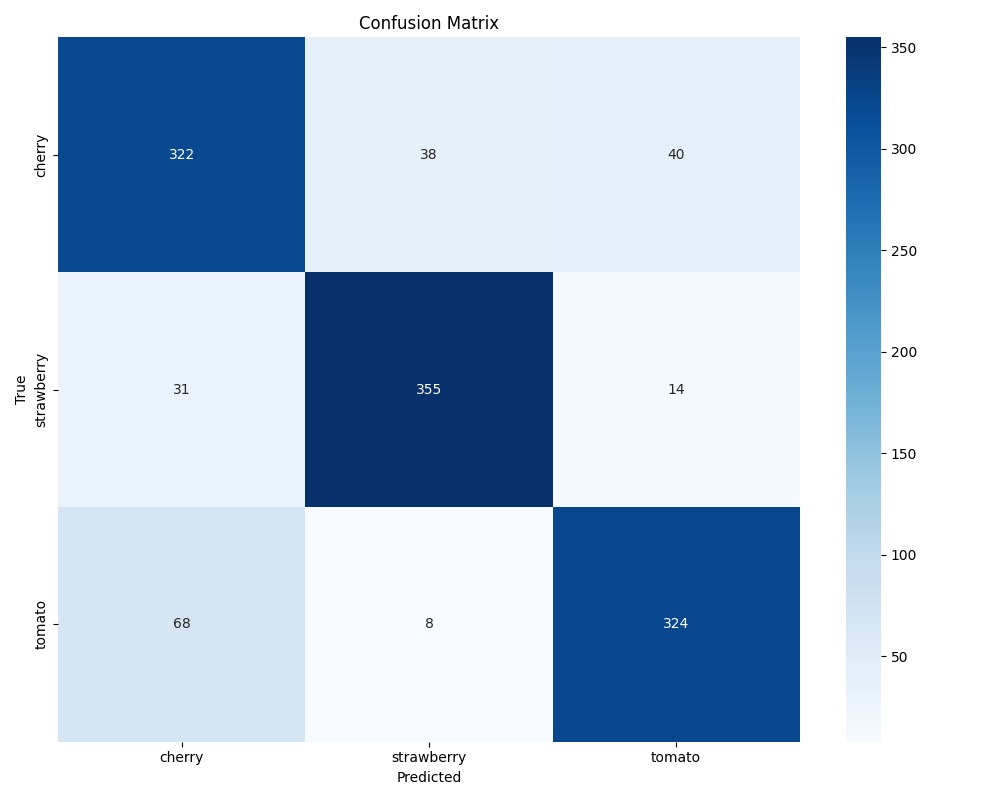 Confusion Matrix
cherry
322
38
40
350
300
250
200
150
100
50
True
strawberry
31
355
14
tomato
68
8
324
cherry
strawberry
tomato
Predicted